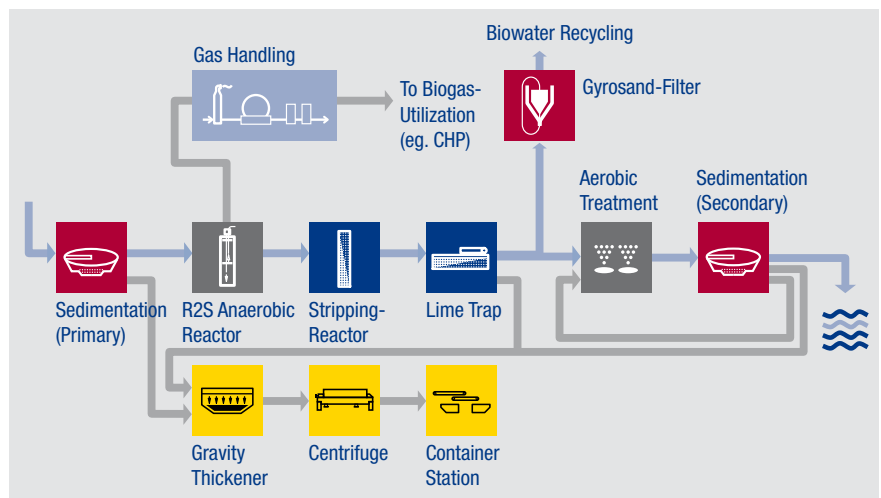 Biowater Recycling
Gas Handling
To Biogas-
Utilization
(eg. CHP)
Gyrosand-Filter
Aerobic
Treatment
Sedimentation
(Secondary)
Sedimentation
(Primary)
R2S Anaerobic
Reactor
Stripping-
Reactor
Lime Trap
Gravity
Thickener
Centrifuge
Container
Station